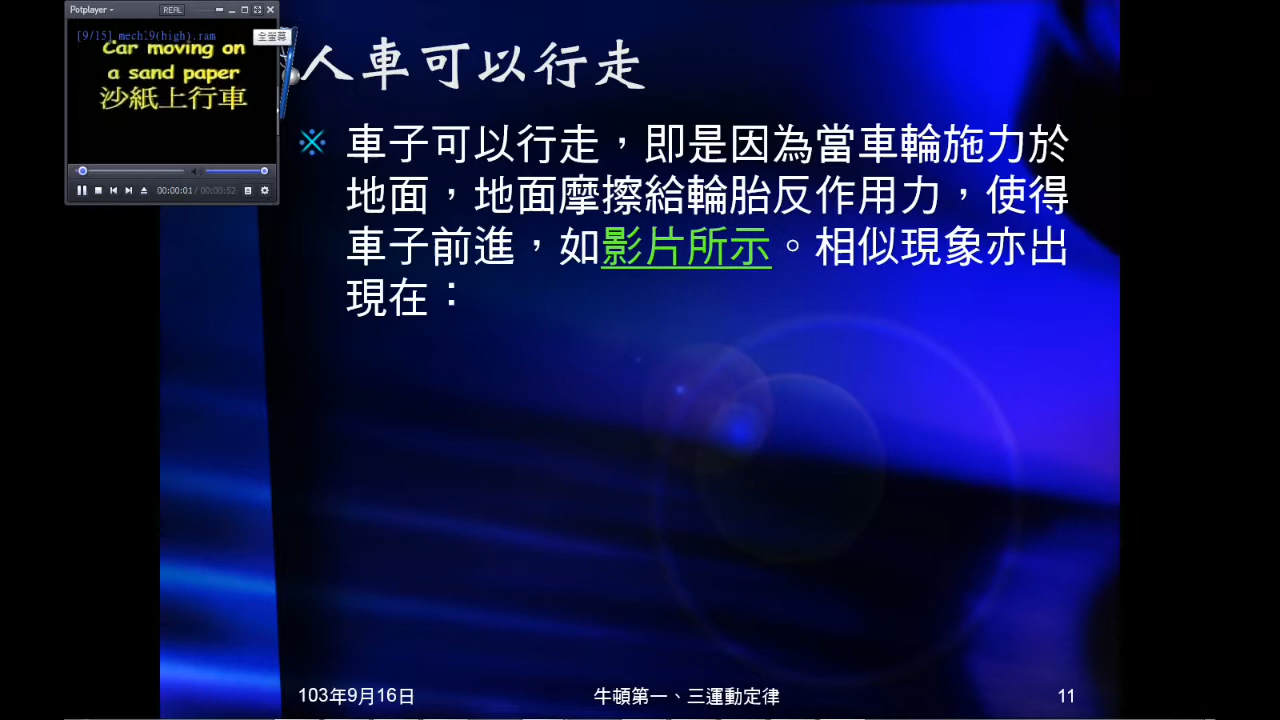 Potplayer
REAL
[9/15] mech19(high).ram
全螢幕
Car moving on
a sand paper
沙紙上行車
00:00:01 / 00:00:52
人車可以行走
※ 車子可以行走，即是因為當車輪施力於
地面，地面摩擦給輪胎反作用力，使得
車子前進，如影片所示。相似現象亦出
現在：
103年9月16日
牛頓第一、三運動定律
11